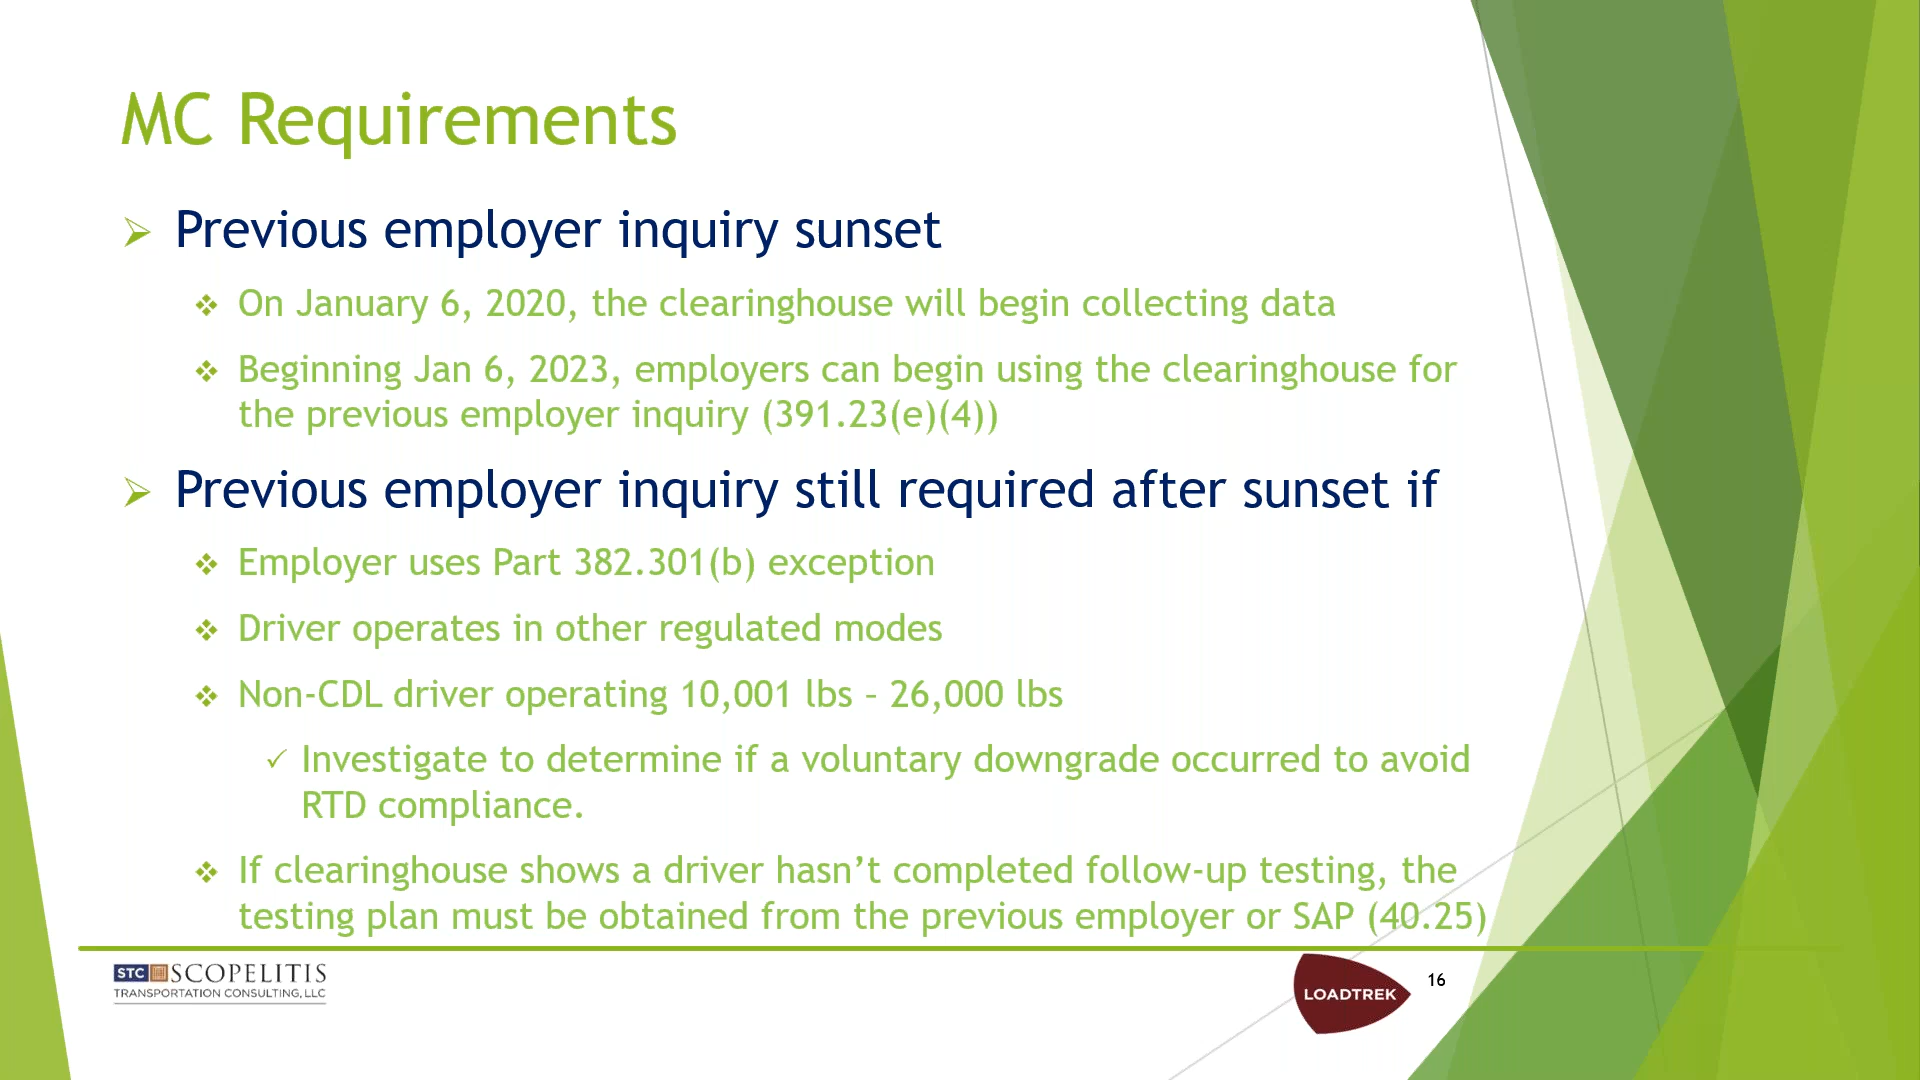 MC Requirements
Previous employer inquiry sunset
On January 6, 2020, the clearinghouse will begin collecting data
Beginning Jan 6, 2023, employers can begin using the clearinghouse for
the previous employer inquiry (391.23(e)(4))
Previous employer inquiry still required after sunset if
Employer uses Part 382.301(b) exception
Driver operates in other regulated modes
Non-CDL driver operating 10,001 lbs – 26,000 lbs
Investigate to determine if a voluntary downgrade occurred to avoid
RTD compliance.
If clearinghouse shows a driver hasn’t completed follow-up testing, the
testing plan must be obtained from the previous employer or SAP (40.25)
STC SCOPELITIS
TRANSPORTATION CONSULTING, LLC
LOADTREK
16